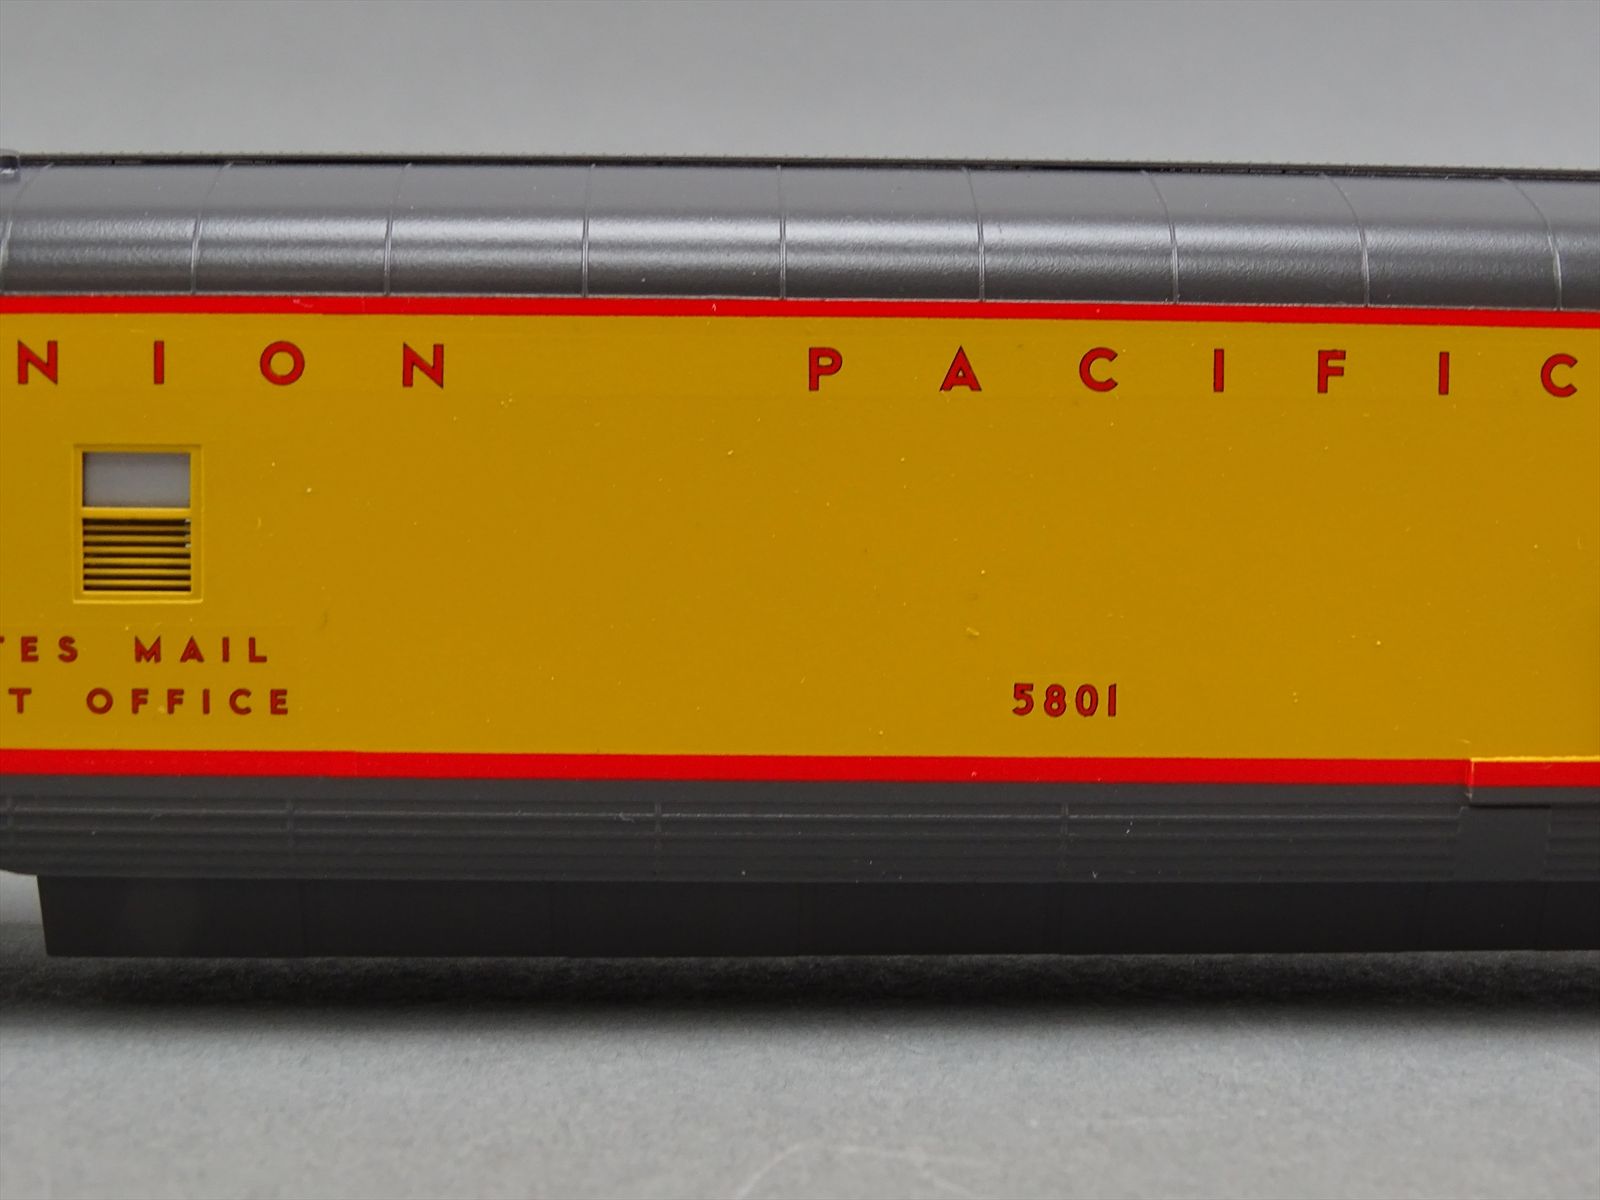 NION PACIFIC
TES MAIL
T OFFICE
5801